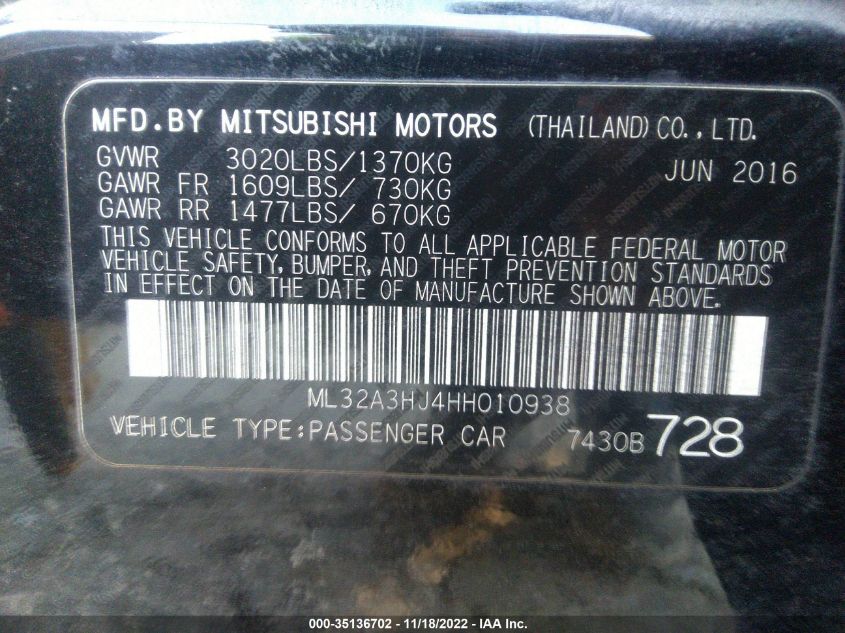 MFD.BY MITSUBISHI MOTORS (THAILAND) CO., LTD.
GVWR 3020LBS/1370KG JUN 2016
GAWR FR 1609LBS/ 730KG
GAWR RR 1477LBS/ 670KG
THIS VEHICLE CONFORMS TO ALL APPLICABLE FEDERAL MOTOR
VEHICLE SAFETY, BUMPER, AND THEFT PREVENTION STANDARDS
IN EFFECT ON THE DATE OF MANUFACTURE SHOWN ABOVE.
ML32A3HJ4HH010938
VEHICLE TYPE:PASSENGER CAR 7430B 728
000-35136702 - 11/18/2022 - IAA Inc.